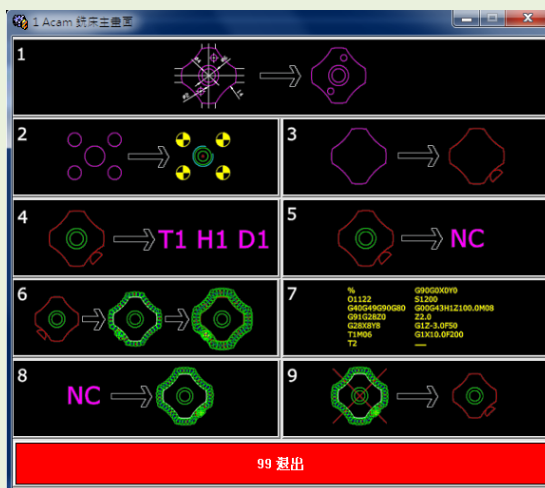 1 Acam 銑床主畫面
1
2
3
4
T1 H1 D1
5
NC
6
7
%
O1122
G40G49G90G80
G91G28Z0
G28X8Y8
T1M06
T2
G90G0X0Y0
S1200
G00G43H1Z100.0M08
Z2.0
G1Z-3.0F50
G1X10.0F200
8
NC
9
99 退出